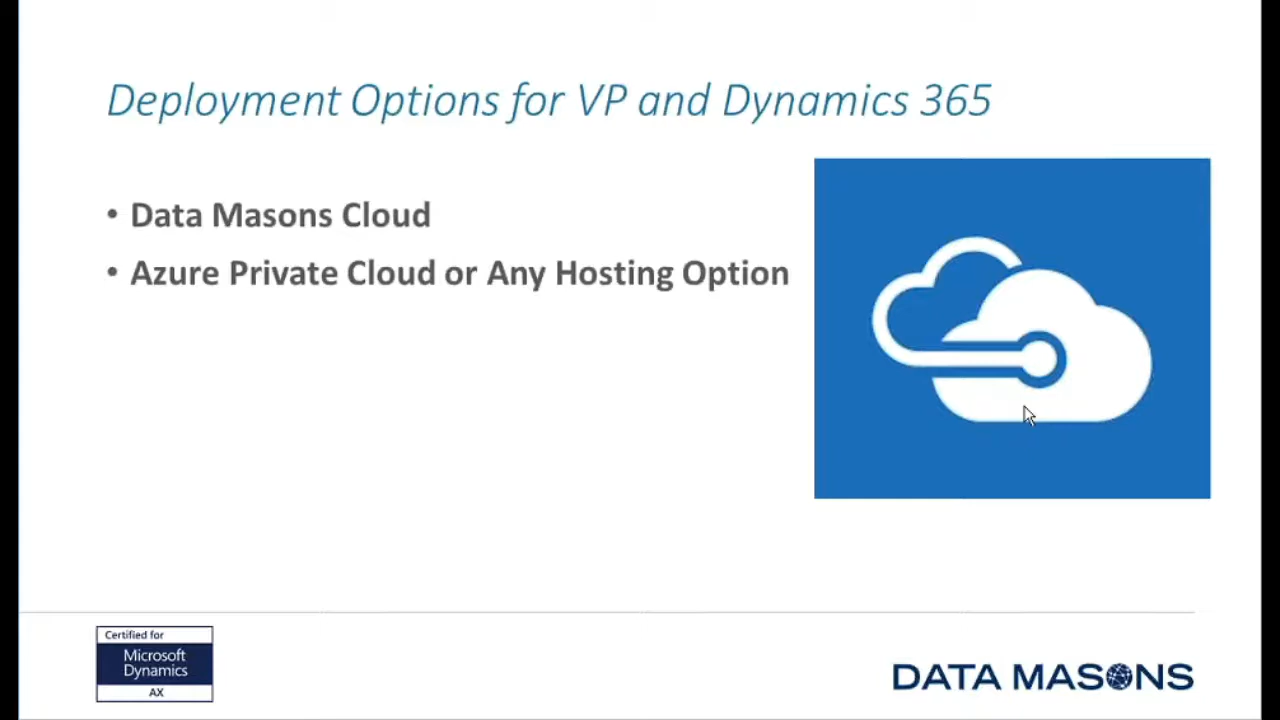 Deployment Options for VP and Dynamics 365
• Data Masons Cloud
• Azure Private Cloud or Any Hosting Option
Certified for
Microsoft
Dynamics
AX
DATA MASONS